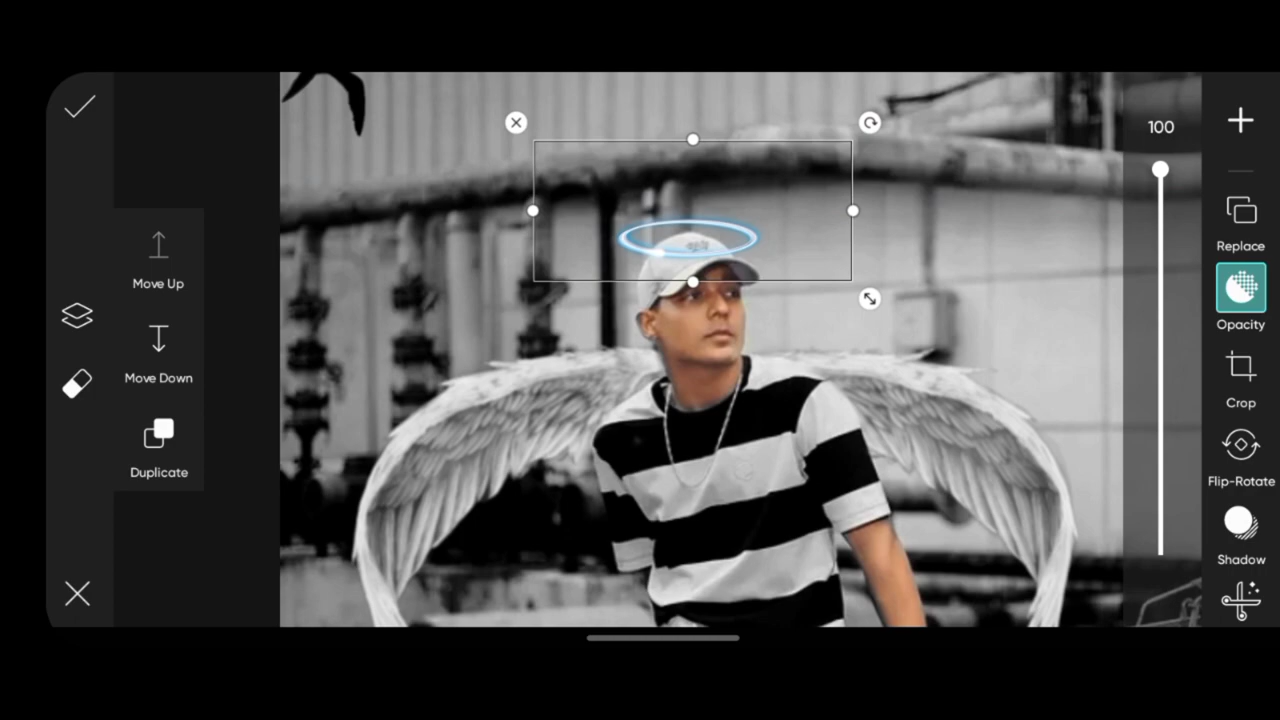 100
Replace
Move Up
Opacity
Move Down
Crop
Duplicate
Flip-Rotate
Shadow